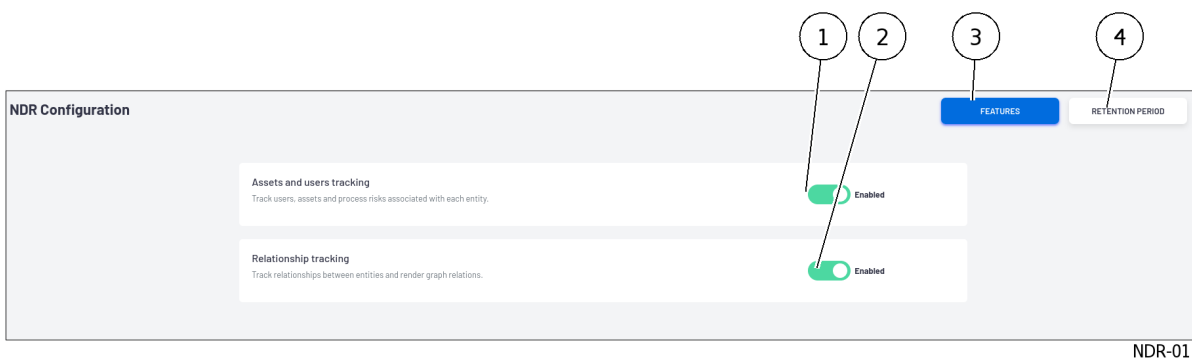 1 2 3 4
NDR Configuration
FEATURES
RETENTION PERIOD
Assets and users tracking
Track users, assets and process risks associated with each entity.
Enabled
Relationship tracking
Track relationships between entities and render graph relations.
Enabled
NDR-01